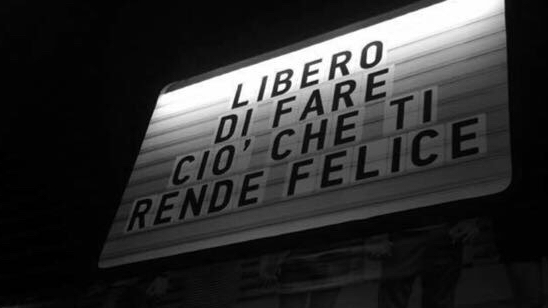 LIBERO
DI FARE
CIO' CHE TI
RENDE FELICE